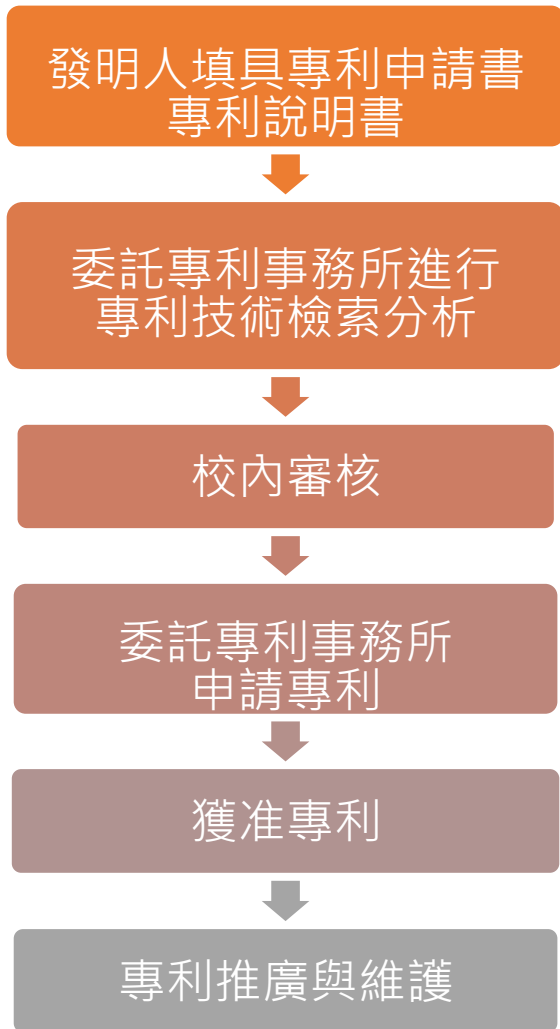 發明人填具專利申請書
專利說明書
委託專利事務所進行
專利技術檢索分析
校內審核
委託專利事務所
申請專利
獲准專利
專利推廣與維護